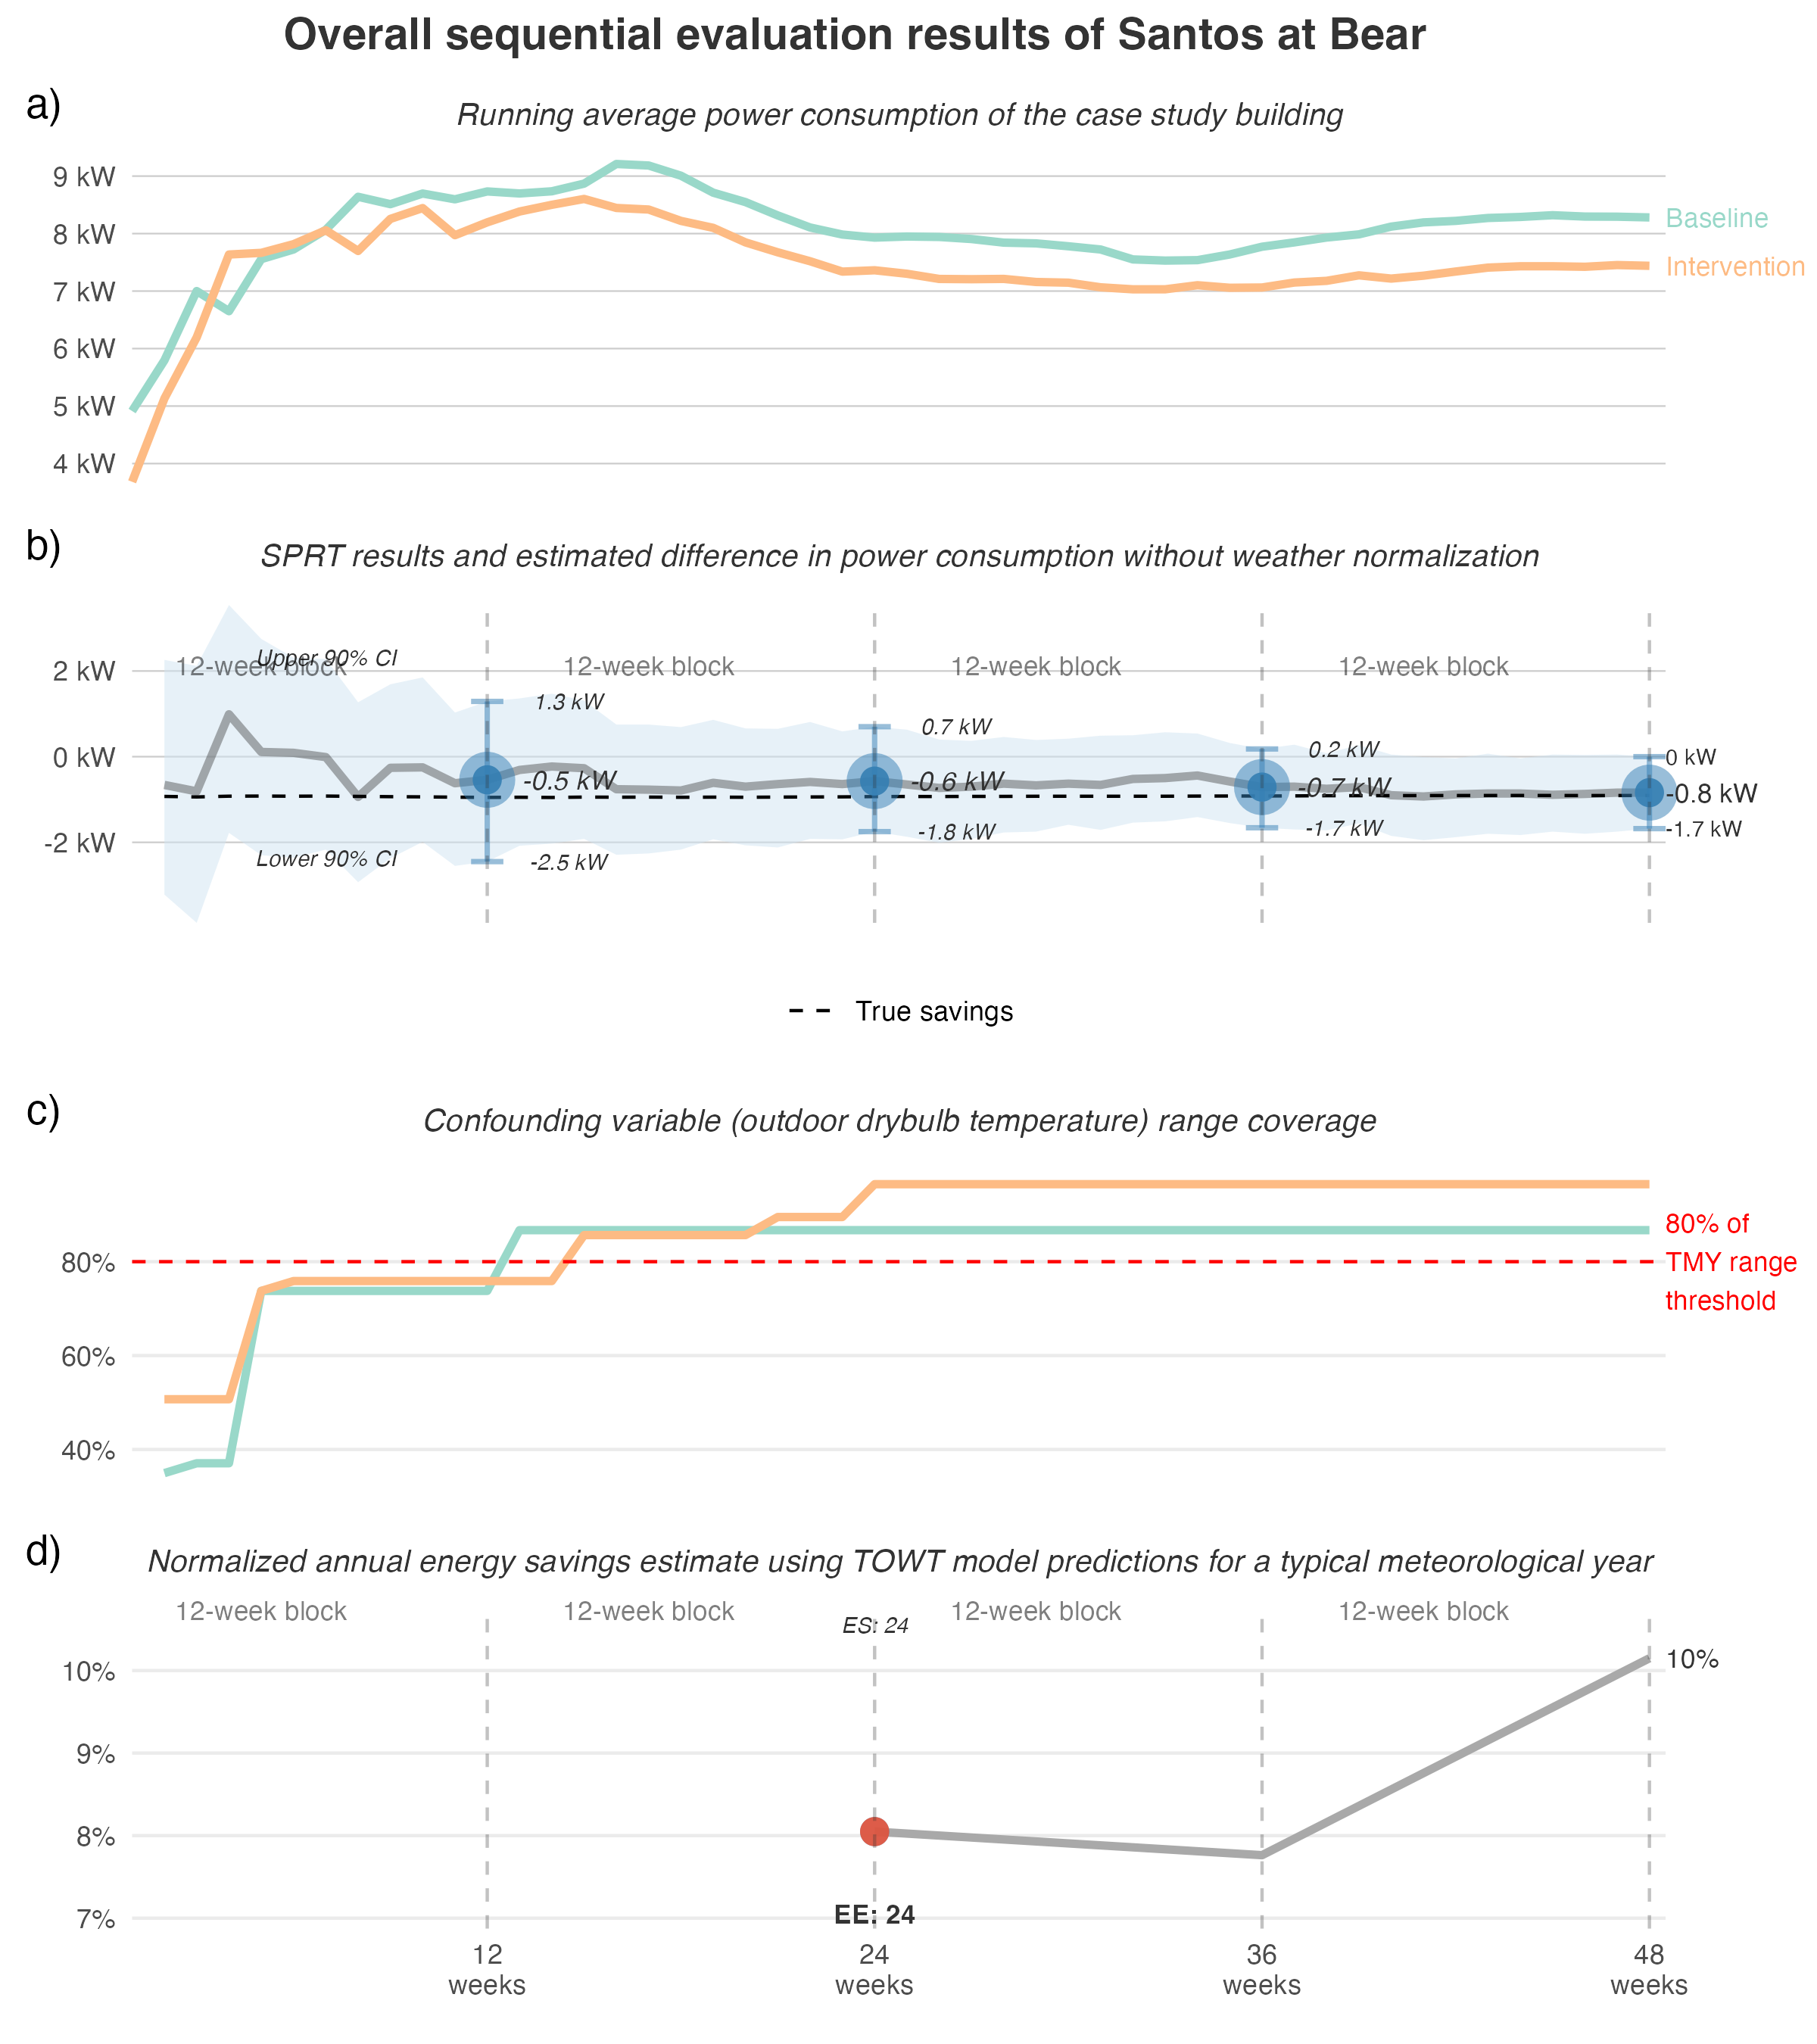 Overall sequential evaluation results of Santos at Bear
a)
Running average power consumption of the case study building
9 kW
8 kW
7 kW
6 kW
5 kW
4 kW
Baseline
Intervention
b)
SPRT results and estimated difference in power consumption without weather normalization
12-week block
12-week block
12-week block
12-week block
Upper 90% CI
Lower 90% CI
2 kW
0 kW
-2 kW
1.3 kW
-0.5 kW
-2.5 kW
0.7 kW
-0.6 kW
-1.8 kW
0.2 kW
-0.7 kW
-1.7 kW
0 kW
-0.8 kW
-1.7 kW
True savings
c)
Confounding variable (outdoor drybulb temperature) range coverage
80%
60%
40%
80% of
TMY range
threshold
d)
Normalized annual energy savings estimate using TOWT model predictions for a typical meteorological year
12-week block
12-week block
12-week block
12-week block
ES: 24
10%
9%
8%
7%
10%
EE: 24
12
weeks
24
weeks
36
weeks
48
weeks